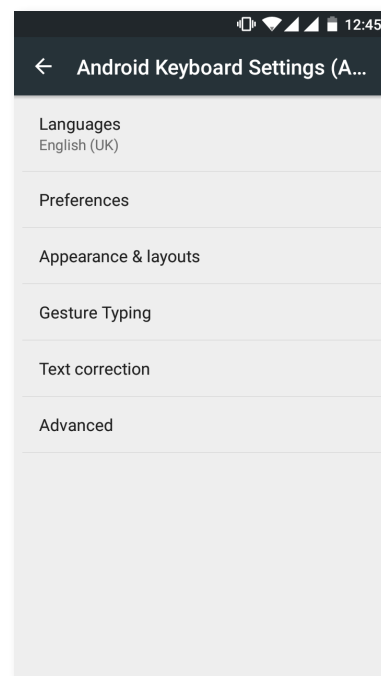 12:45
Android Keyboard Settings (A...
Languages
English (UK)
Preferences
Appearance & layouts
Gesture Typing
Text correction
Advanced